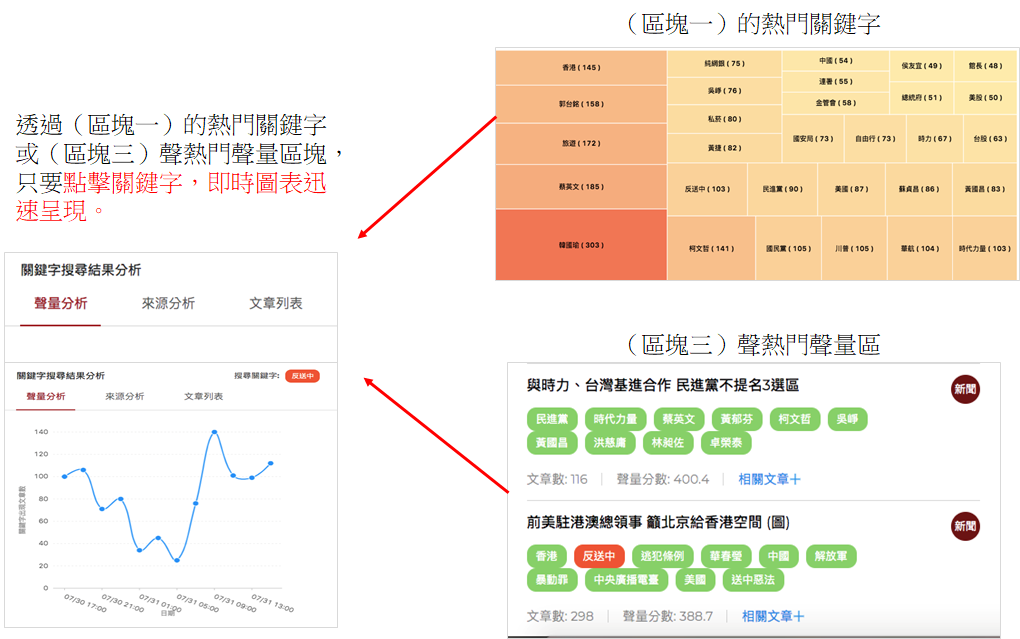 （區塊一）的熱門關鍵字
透過（區塊一）的熱門關鍵字
或（區塊三）聲熱門聲量區塊，
只要點擊關鍵字，即時圖表迅
速呈現。
香港 ( 145 )
郭台銘 ( 158 )
旅遊 ( 172 )
蔡英文 ( 185 )
韓國瑜 ( 303 )
純網銀 ( 75 )
吳崢 ( 76 )
私菸 ( 80 )
黃捷 ( 82 )
中國 ( 54 )
連署 ( 55 )
金管會 ( 58 )
侯友宜 ( 49 )
館長 ( 48 )
總統府 ( 51 )
美股 ( 50 )
國安局 ( 73 )
自由行 ( 73 )
時力 ( 67 )
台股 ( 63 )
反送中 ( 103 )
民進黨 ( 90 )
美國 ( 87 )
蘇貞昌 ( 86 )
黃國昌 ( 83 )
柯文哲 ( 141 )
國民黨 ( 105 )
川普 ( 105 )
華航 ( 104 )
時代力量 ( 103 )
關鍵字搜尋結果分析
聲量分析 來源分析 文章列表
關鍵字搜尋結果分析 搜尋關鍵字: 反送中
聲量分析 來源分析 文章列表
關鍵字出現文章數
140
120
100
80
60
40
20
0
07/30 17:00 07/30 21:00 07/31 01:00 07/31 05:00 07/31 09:00 07/31 13:00
日期
（區塊三）聲熱門聲量區
與時力、台灣基進合作 民進黨不提名3選區 新聞
民進黨 時代力量 蔡英文 黃郁芬 柯文哲 吳崢
黃國昌 洪慈庸 林昶佐 卓榮泰
文章數: 116 聲量分數: 400.4 相關文章＋
前美駐港澳總領事 籲北京給香港空間 (圖) 新聞
香港 反送中 逃犯條例 華春瑩 中國 解放軍
暴動罪 中央廣播電臺 美國 送中惡法
文章數: 298 聲量分數: 388.7 相關文章＋